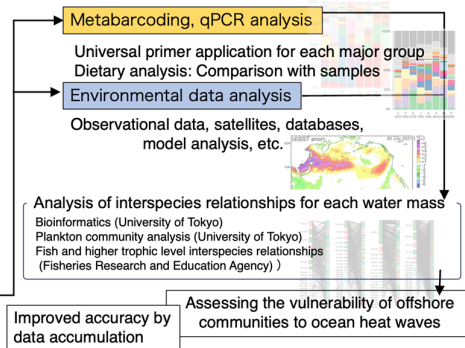 Metabarcoding, qPCR analysis
Universal primer application for each major group
Dietary analysis: Comparison with samples
Environmental data analysis
Observational data, satellites, databases,
model analysis, etc.
Analysis of interspecies relationships for each water mass
Bioinformatics (University of Tokyo)
Plankton community analysis (University of Tokyo)
Fish and higher trophic level interspecies relationships
(Fisheries Research and Education Agency) )
Assessing the vulnerability of offshore
communities to ocean heat waves
Improved accuracy by
data accumulation